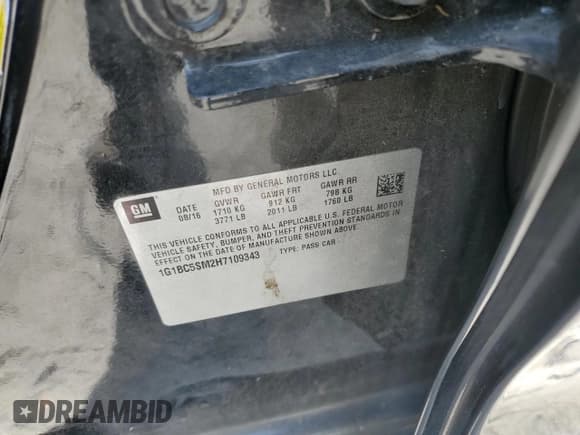 MFD BY GENERAL MOTORS LLC
GM DATE GVWR GAWR FRT GAWR RR
08/16 1710 KG 912 KG 798 KG
3771 LB 2011 LB 1760 LB
THIS VEHICLE CONFORMS TO ALL APPLICABLE U.S. FEDERAL MOTOR
VEHICLE SAFETY, BUMPER, AND THEFT PREVENTION STANDARDS IN
EFFECT ON THE DATE OF MANUFACTURE SHOWN ABOVE.
1G1BC5SM2H7109343 TYPE: PASS CAR
DREAMBID